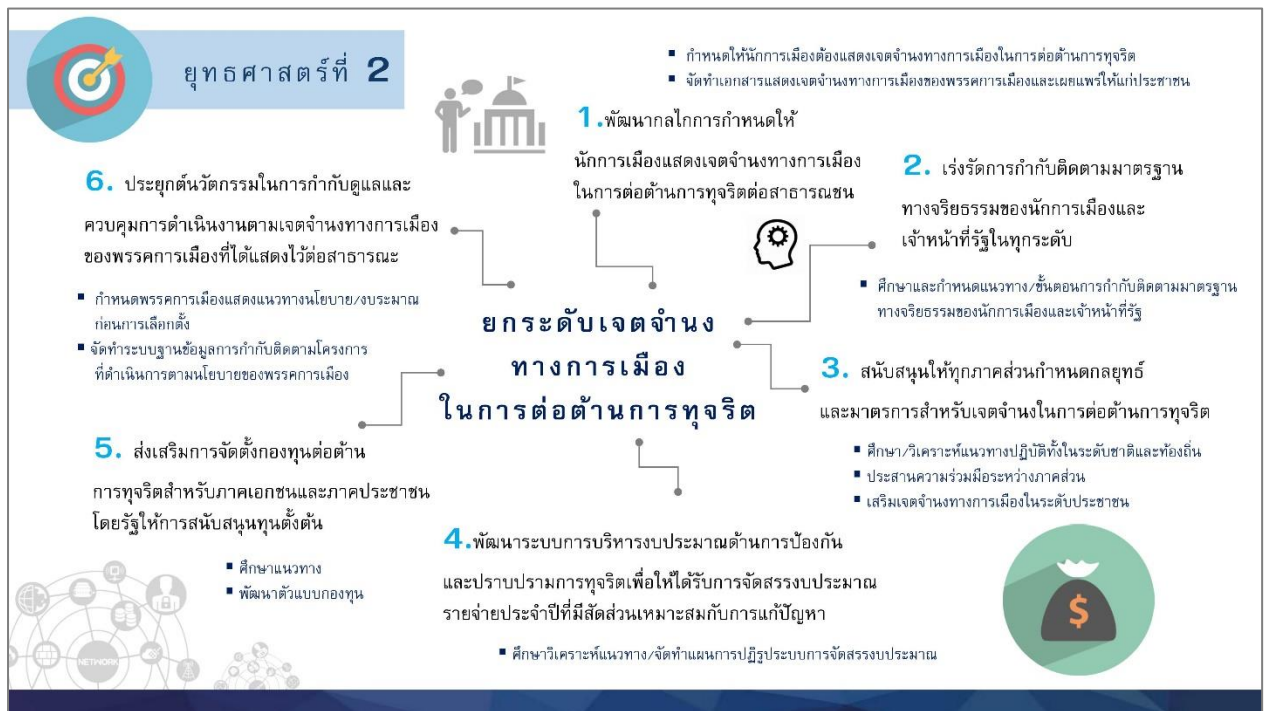 ยุทธศาสตร์ที่ 2
▪ กำหนดให้นักการเมืองต้องแสดงเจตจำนงทางการเมืองในการต่อต้านการทุจริต
▪ จัดทำเอกสารแสดงเจตจำนงทางการเมืองของพรรคการเมืองและเผยแพร่ให้แก่ประชาชน
1.พัฒนากลไกการกำหนดให้
นักการเมืองแสดงเจตจำนงทางการเมือง
ในการต่อต้านการทุจริตต่อสาธารณชน
2. เร่งรัดการกำกับติดตามมาตรฐาน
ทางจริยธรรมของนักการเมืองและ
เจ้าหน้าที่รัฐในทุกระดับ
▪ ศึกษาและกำหนดแนวทาง/ขั้นตอนการกำกับติดตามมาตรฐาน
ทางจริยธรรมของนักการเมืองและเจ้าหน้าที่รัฐ
ยกระดับเจตจำนง
ทางการเมือง
ในการต่อต้านการทุจริต
3. สนับสนุนให้ทุกภาคส่วนกำหนดกลยุทธ์
และมาตรการสำหรับเจตจำนงในการต่อต้านการทุจริต
▪ ศึกษา/วิเคราะห์แนวทางปฏิบัติทั้งในระดับชาติและท้องถิ่น
▪ ประสานความร่วมมือระหว่างภาคส่วน
▪ เสริมเจตจำนงทางการเมืองในระดับประชาชน
4.พัฒนาระบบการบริหารงบประมาณด้านการป้องกัน
และปราบปรามการทุจริตเพื่อให้ได้รับการจัดสรรงบประมาณ
รายจ่ายประจำปีที่มีสัดส่วนเหมาะสมกับการแก้ปัญหา
▪ ศึกษาวิเคราะห์แนวทาง/จัดทำแผนการปฏิรูประบบการจัดสรรงบประมาณ
5. ส่งเสริมการจัดตั้งกองทุนต่อต้าน
การทุจริตสำหรับภาคเอกชนและภาคประชาชน
โดยรัฐให้การสนับสนุนทุนตั้งต้น
▪ ศึกษาแนวทาง
▪ พัฒนาตัวแบบกองทุน
6. ประยุกต์นวัตกรรมในการกำกับดูแลและ
ควบคุมการดำเนินงานตามเจตจำนงทางการเมือง
ของพรรคการเมืองที่ได้แสดงไว้ต่อสาธารณะ
▪ กำหนดพรรคการเมืองแสดงแนวทางนโยบาย/งบประมาณ
ก่อนการเลือกตั้ง
▪ จัดทำระบบฐานข้อมูลการกำกับติดตามโครงการ
ที่ดำเนินการตามนโยบายของพรรคการเมือง
NETWORK
$